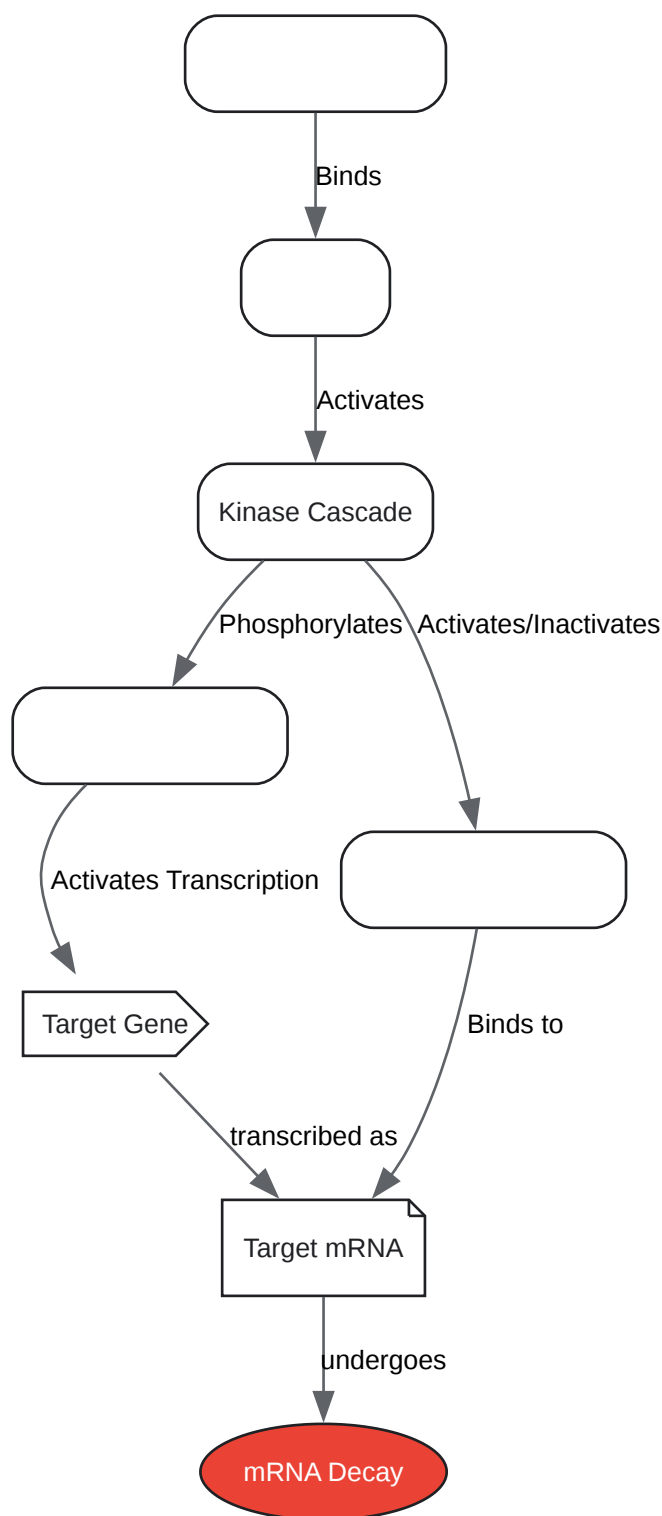 Binds
Activates
Kinase Cascade
Phosphorylates
Activates/Inactivates
Activates Transcription
Target Gene
Binds to
transcribed as
Target mRNA
undergoes
mRNA Decay